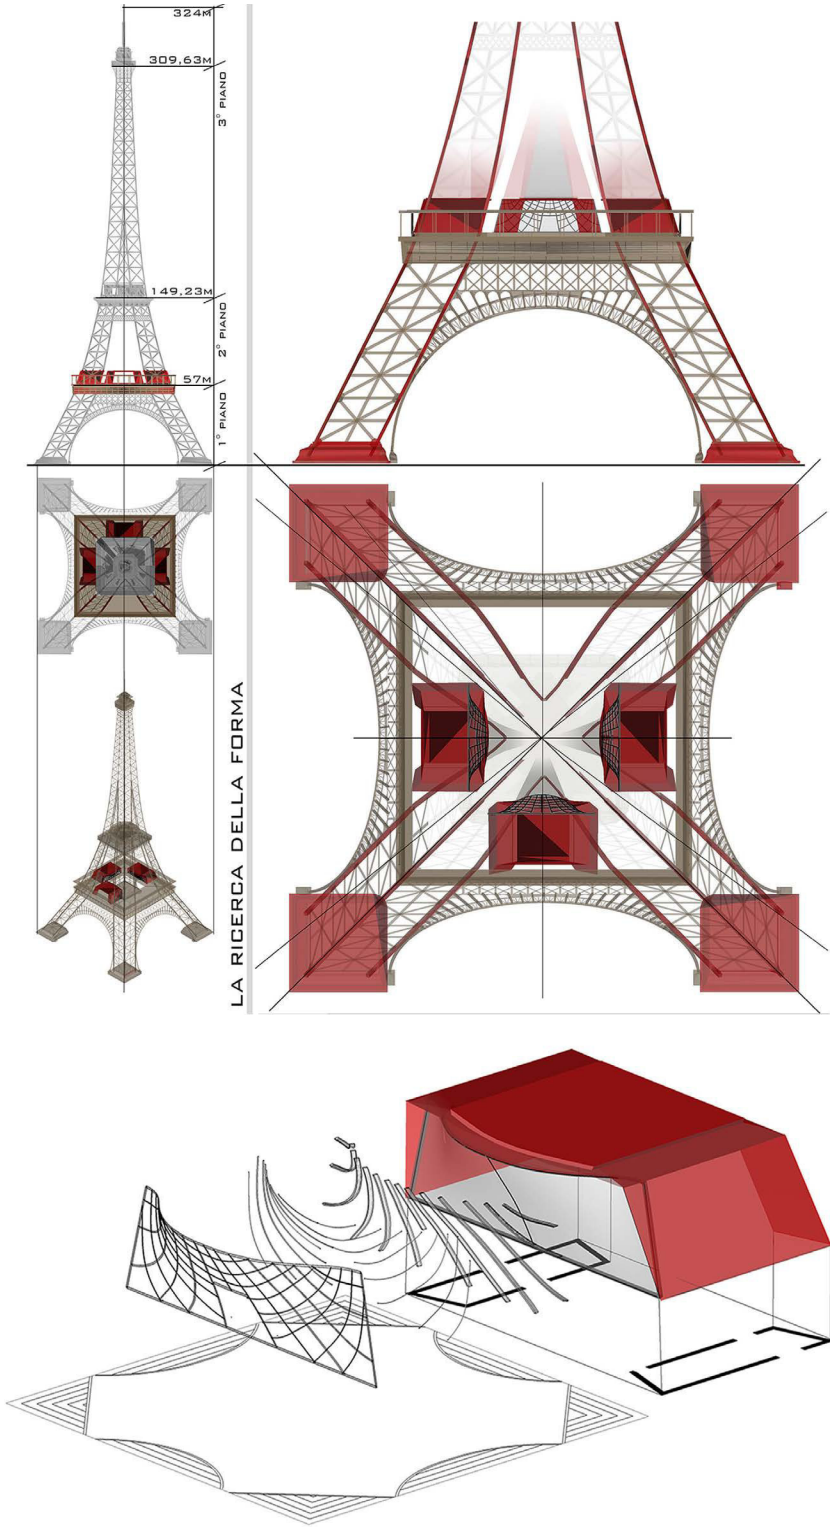 324M
309,63M
3° PIANO
149,23M
2° PIANO
57M
1° PIANO
LA RICERCA DELLA FORMA